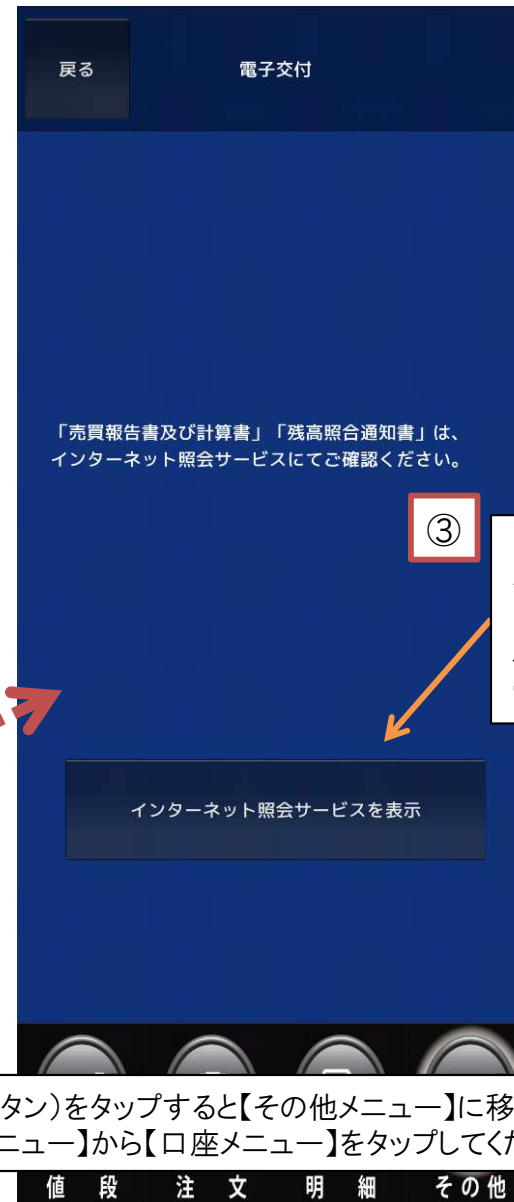 戻る
電子交付
「売買報告書及び計算書」「残高照合通知書」は、
インターネット照会サービスにてご確認ください。
③
インターネット照会サービスを表示
タン)をタップすると【その他メニュー】に移
ニュー】から【口座メニュー】をタップしてくだ
値 段
注 文
明 細
その他